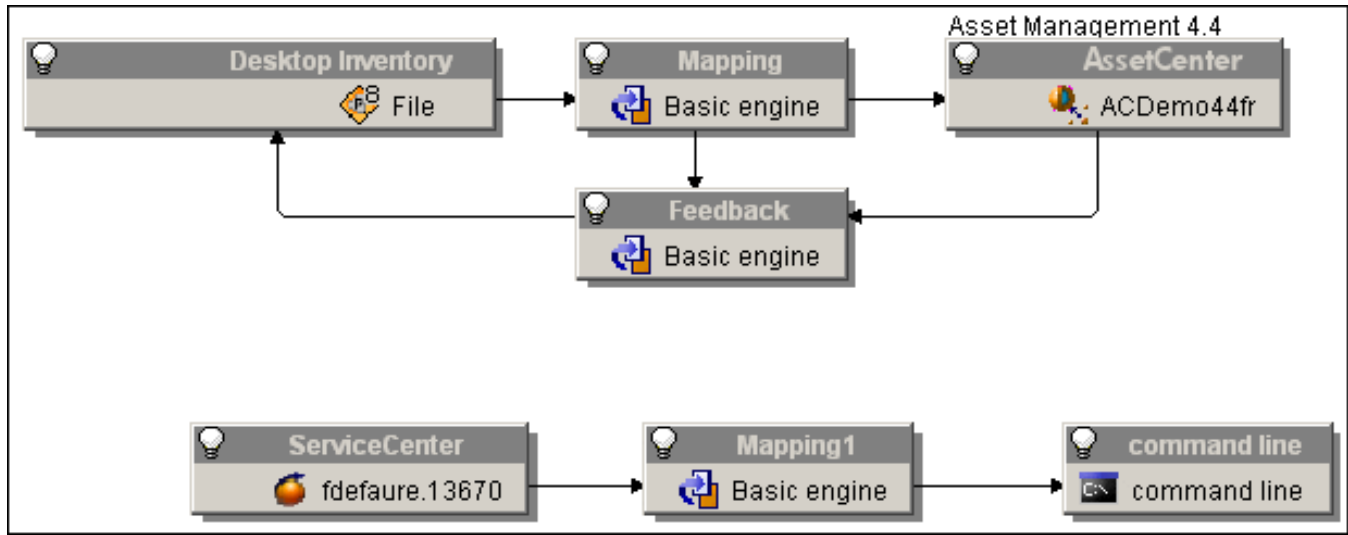 Asset Management 4.4
Desktop Inventory
Mapping
AssetCenter
File
Basic engine
ACDemo44fr
Feedback
Basic engine
ServiceCenter
Mapping1
command line
fdefaure.13670
Basic engine
command line